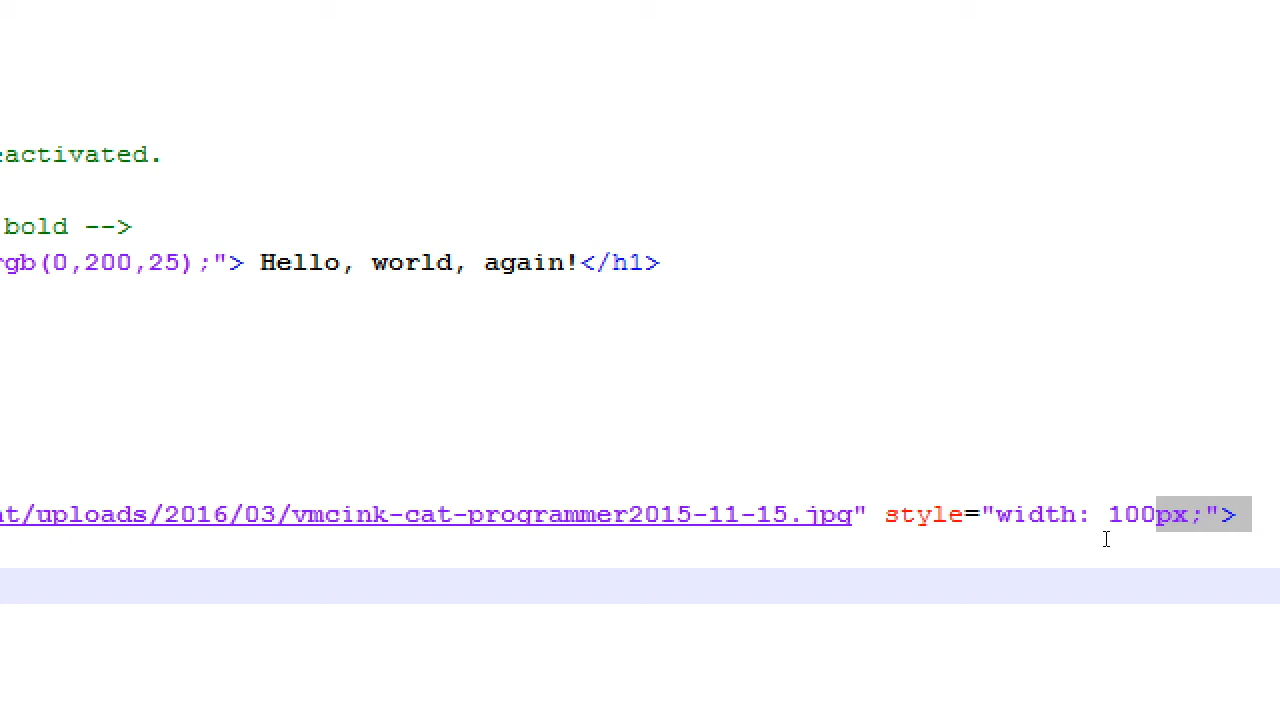 eactivated.
bold -->
rgb(0,200,25);"> Hello, world, again!</h1>
nt/uploads/2016/03/vmcink-cat-programmer2015-11-15.jpg" style="width: 100px;">